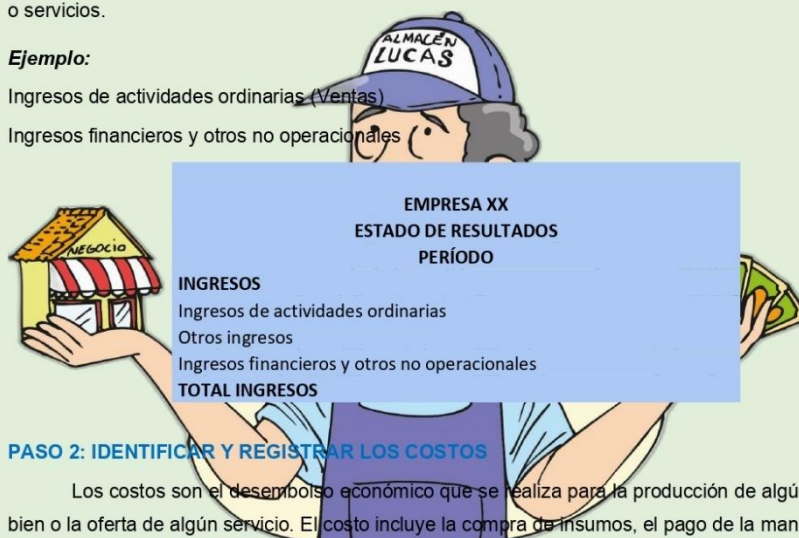 o servicios.
ALMACÉN
LUCAS
Ejemplo:
Ingresos de actividades ordinarias (Ventas)
Ingresos financieros y otros no operacionales
NEGOCIO
EMPRESA XX
ESTADO DE RESULTADOS
PERÍODO
INGRESOS
Ingresos de actividades ordinarias
Otros ingresos
Ingresos financieros y otros no operacionales
TOTAL INGRESOS
PASO 2: IDENTIFICAR Y REGISTRAR LOS COSTOS
Los costos son el desembolso económico que se realiza para la producción de algú
bien o la oferta de algún servicio. El costo incluye la compra de insumos, el pago de la man